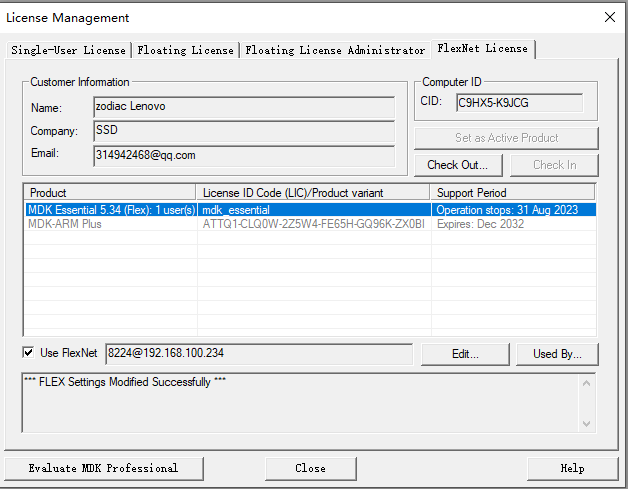 License Management
Single-User License Floating License Floating License Administrator FlexNet License
Customer Information
Name: zodiac Lenovo
Company: SSD
Email: 314942468@qq.com
Computer ID
CID: C9HX5-K9JCG
Set as Active Product
Check Out... Check In
Product License ID Code (LIC)/Product variant Support Period
MDK Essential 5.34 (Flex): 1 user(s) mdk_essential Operation stops: 31 Aug 2023
MDK-ARM Plus ATTQ1-CLQ0W-2Z5W4-FE65H-GQ96K-ZX0BI Expires: Dec 2032
Use FlexNet 8224@192.168.100.234 Edit... Used By...
*** FLEX Settings Modified Successfully ***
Evaluate MDK Professional Close Help